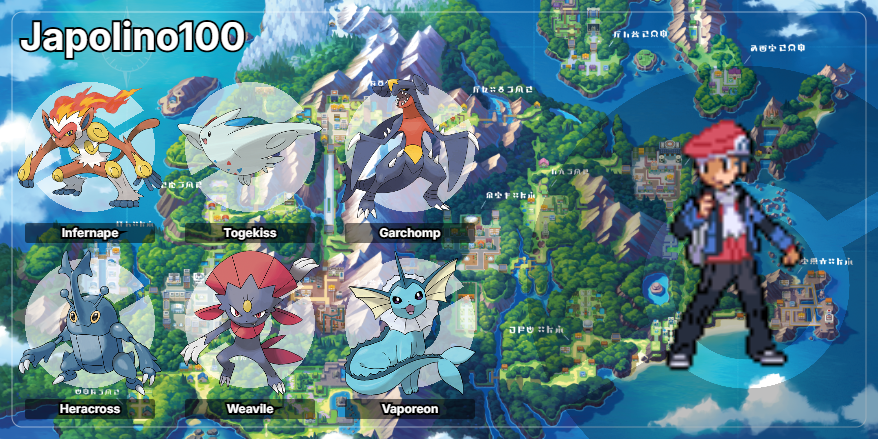 Japolino100
Infernape
Togekiss
Garchomp
Heracross
Weavile
Vaporeon